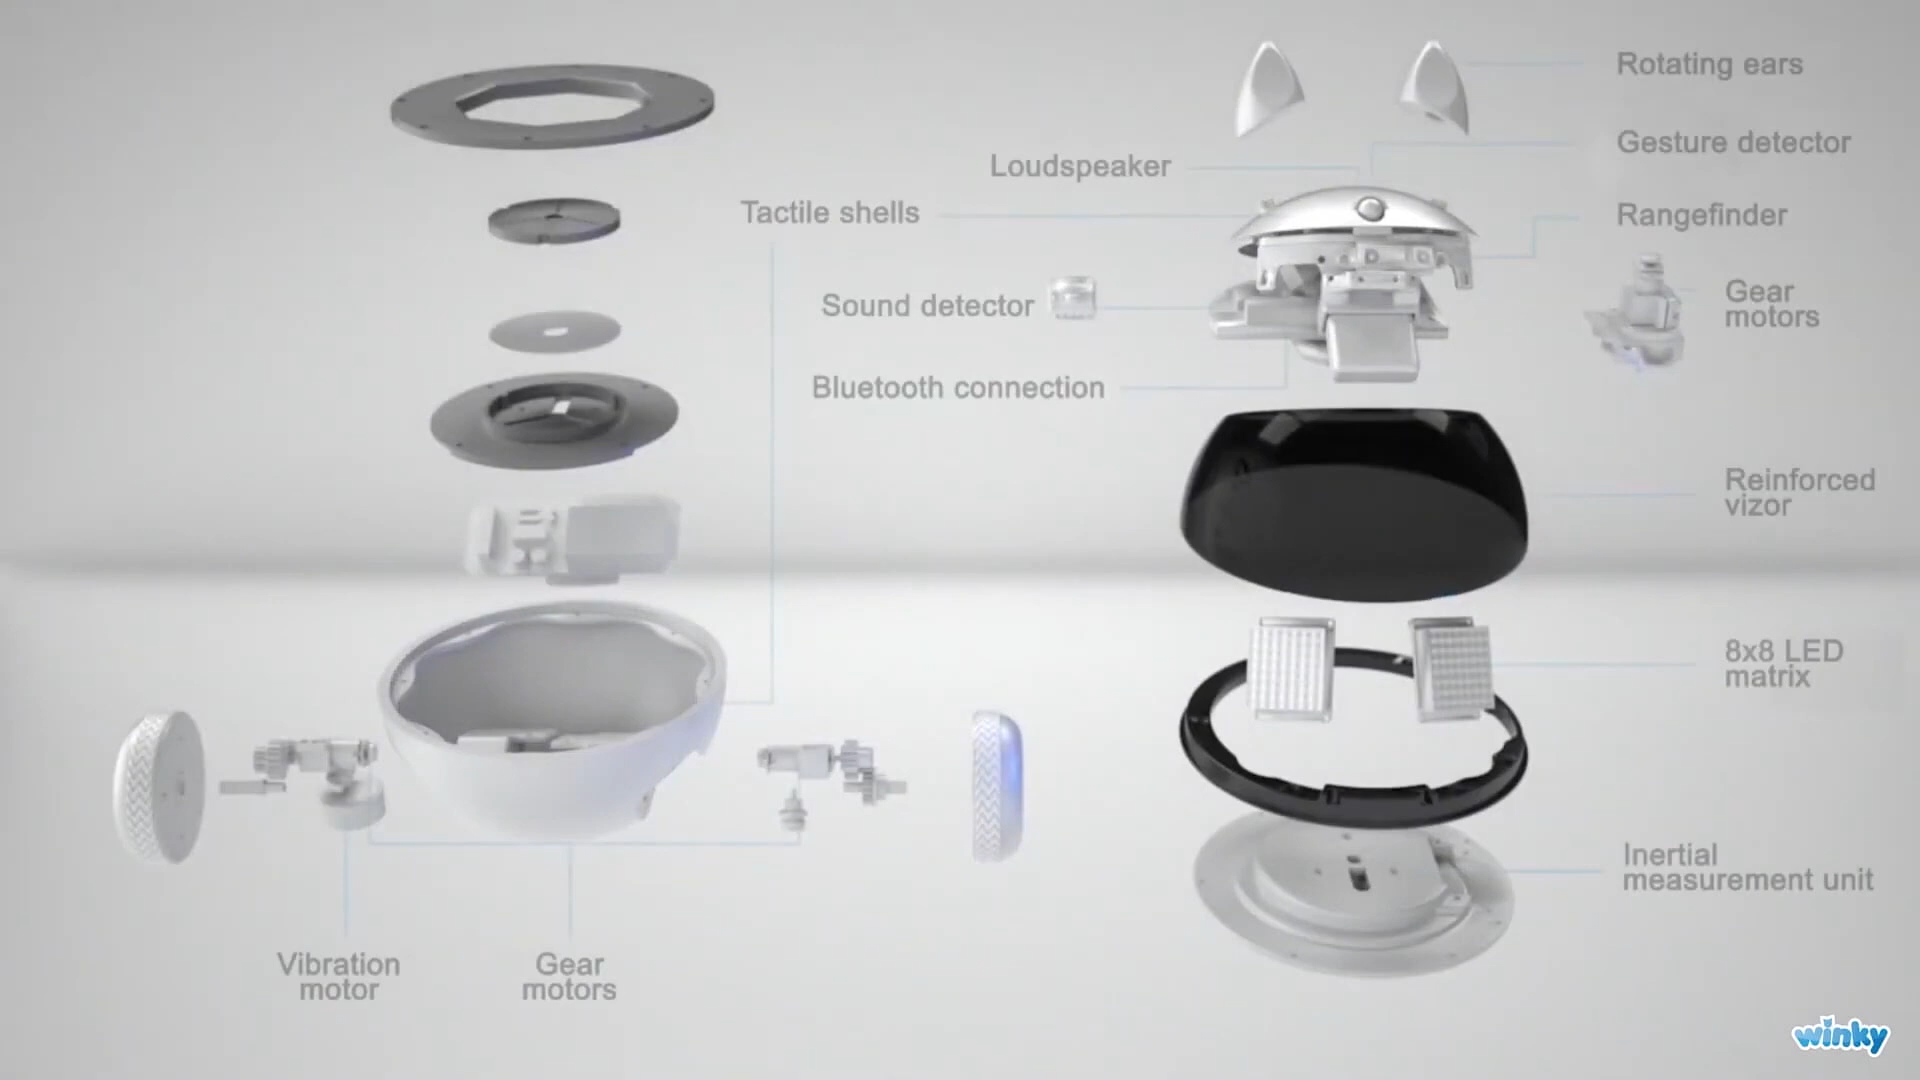 Rotating ears
Gesture detector
Loudspeaker
Tactile shells
Rangefinder
Sound detector
Gear
motors
Bluetooth connection
Reinforced
vizor
8x8 LED
matrix
Inertial
measurement unit
Vibration
motor
Gear
motors
winky